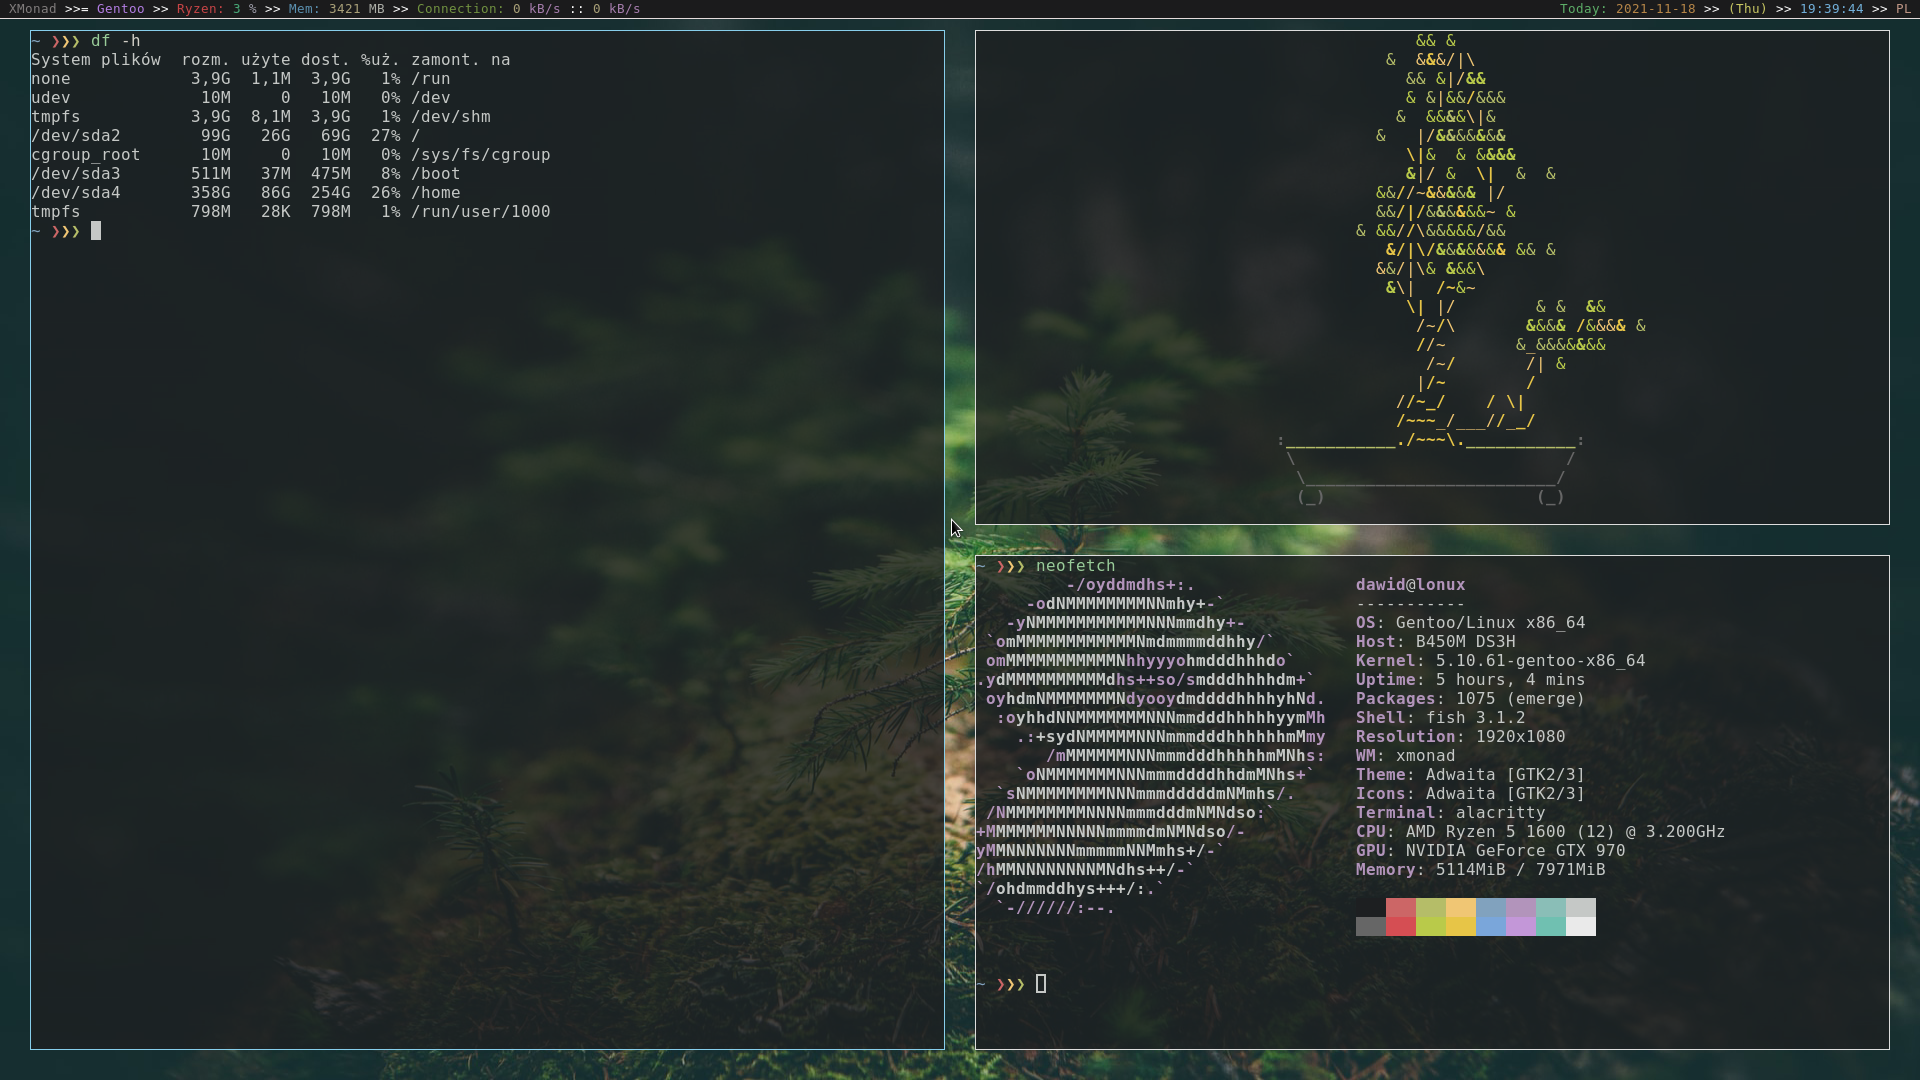 XMonad >>= Gentoo >> Ryzen: 3 % >> Mem: 3421 MB >> Connection: 0 kB/s :: 0 kB/s
Today: 2021-11-18 >> (Thu) >> 19:39:44 >> PL
~ ❯❯❯ df -h
System plików  rozm. użyte dost. %uż. zamont. na
none            3,9G  1,1M  3,9G   1% /run
udev             10M     0   10M   0% /dev
tmpfs           3,9G  8,1M  3,9G   1% /dev/shm
/dev/sda2        99G   26G   69G  27% /
cgroup_root      10M     0   10M   0% /sys/fs/cgroup
/dev/sda3       511M   37M  475M   8% /boot
/dev/sda4       358G   86G  254G  26% /home
tmpfs           798M   28K  798M   1% /run/user/1000
~ ❯❯❯
~ ❯❯❯ neofetch
dawid@lonux
-----------
OS: Gentoo/Linux x86_64
Host: B450M DS3H
Kernel: 5.10.61-gentoo-x86_64
Uptime: 5 hours, 4 mins
Packages: 1075 (emerge)
Shell: fish 3.1.2
Resolution: 1920x1080
WM: xmonad
Theme: Adwaita [GTK2/3]
Icons: Adwaita [GTK2/3]
Terminal: alacritty
CPU: AMD Ryzen 5 1600 (12) @ 3.200GHz
GPU: NVIDIA GeForce GTX 970
Memory: 5114MiB / 7971MiB
~ ❯❯❯